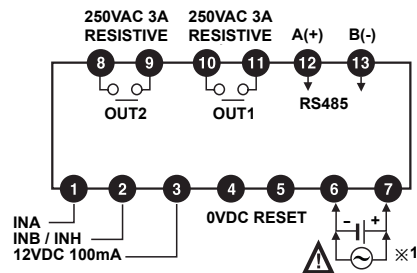 250VAC 3A 250VAC 3A A(+) B(-)
RESISTIVE RESISTIVE
8 9 10 11 12 13
OUT2 OUT1 RS485
1 2 3 4 5 6 7
INA
INB / INH
12VDC 100mA
0VDC RESET
- +
※1